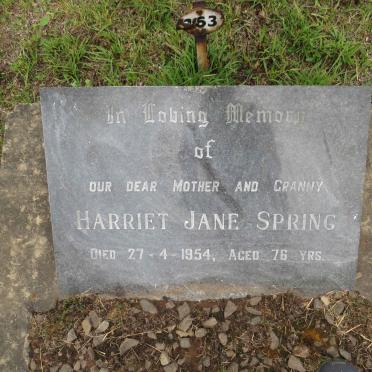 In Loving Memory
of
OUR DEAR MOTHER AND GRANNY
HARRIET JANE SPRING
DIED 27-4-1954, AGED 76 YRS.